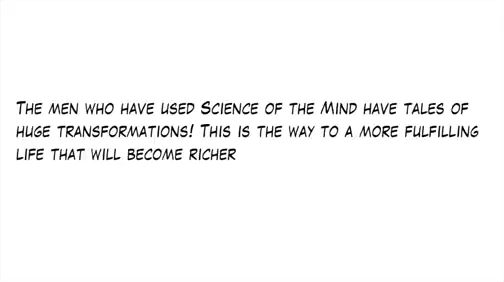 The men who have used Science of the Mind have tales of
huge transformations! This is the way to a more fulfilling
life that will become richer